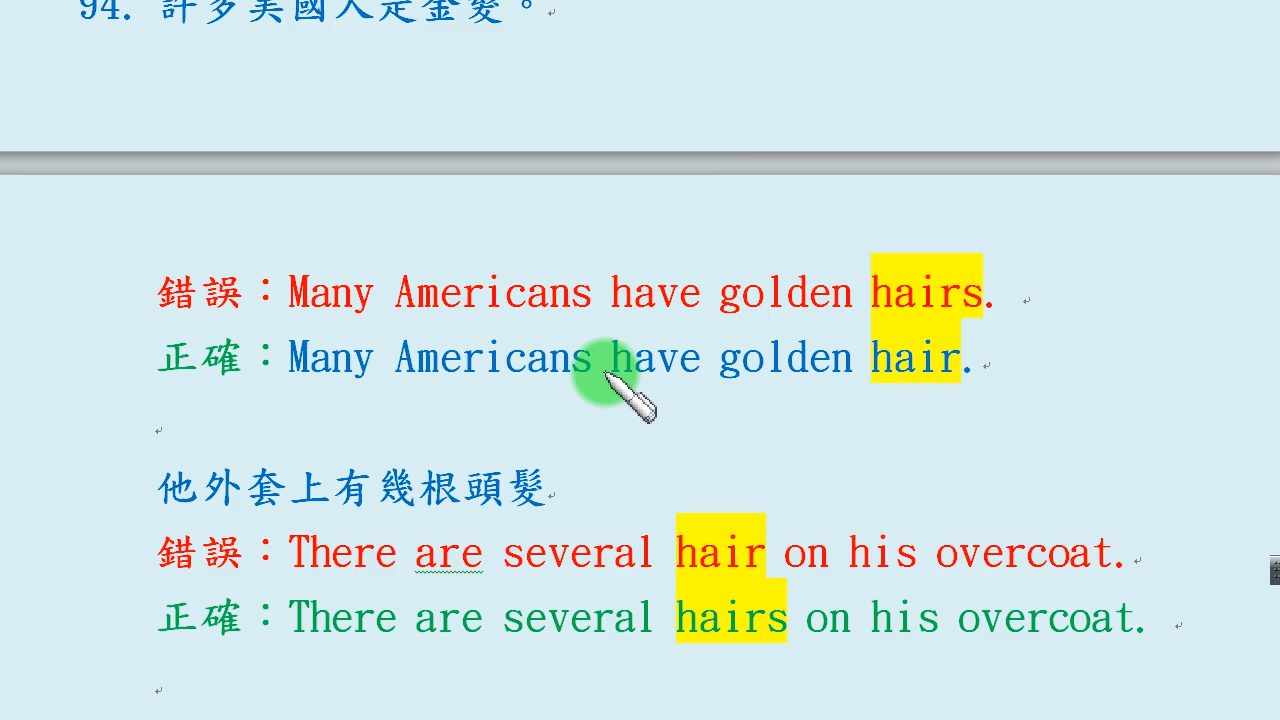 94. 許多美國人是金髮。
錯誤：Many Americans have golden hairs.
正確：Many Americans have golden hair.
他外套上有幾根頭髮
錯誤：There are several hair on his overcoat.
正確：There are several hairs on his overcoat.